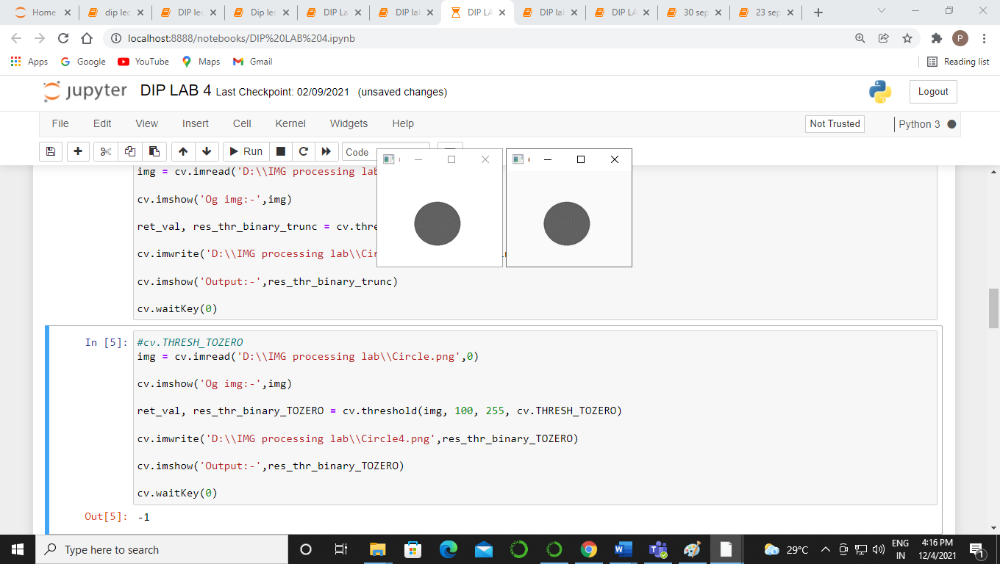 Home
dip lec
DIP lec
Dip lec
DIP La
DIP lal
DIP LA
DIP lal
DIP LA
30 sep
23 sep
localhost:8888/notebooks/DIP%20LAB%204.ipynb
P
Apps
Google
YouTube
Maps
Gmail
Reading list
jupyter
DIP LAB 4 Last Checkpoint: 02/09/2021 (unsaved changes)
Logout
File Edit View Insert Cell Kernel Widgets Help
Not Trusted
Python 3
Run
Code
img = cv.imread('D:\\IMG processing lab
cv.imshow('Og img:-',img)
ret_val, res_thr_binary_trunc = cv.thre
cv.imwrite('D:\\IMG processing lab\\Cir
cv.imshow('Output:-',res_thr_binary_trunc)
cv.waitKey(0)
In [5]:
#cv.THRESH_TOZERO
img = cv.imread('D:\\IMG processing lab\\Circle.png',0)
cv.imshow('Og img:-',img)
ret_val, res_thr_binary_TOZERO = cv.threshold(img, 100, 255, cv.THRESH_TOZERO)
cv.imwrite('D:\\IMG processing lab\\Circle4.png',res_thr_binary_TOZERO)
cv.imshow('Output:-',res_thr_binary_TOZERO)
cv.waitKey(0)
Out[5]: -1
Type here to search
29°C
ENG
IN
4:16 PM
12/4/2021
1